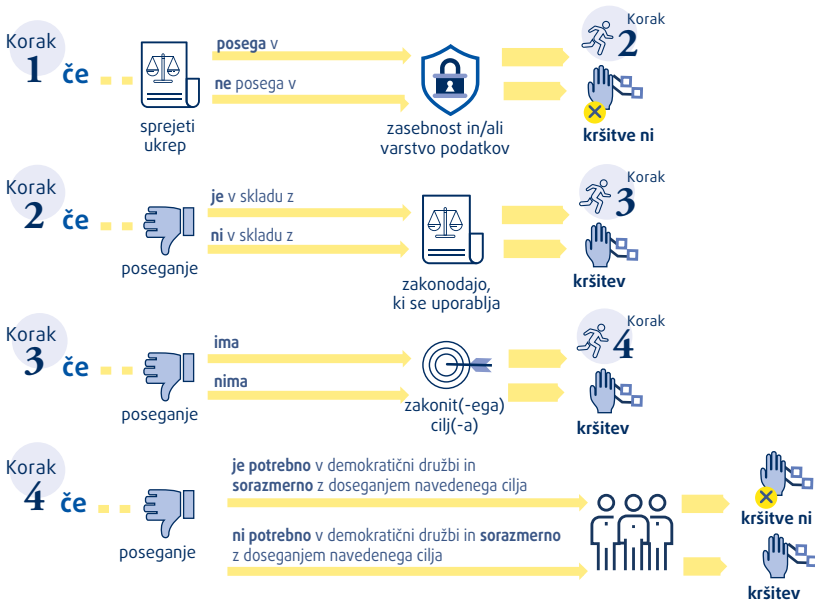 Korak
1
če
sprejeti
ukrep
posega v
ne posega v
zasebnost in/ali
varstvo podatkov
Korak
2
kršitve ni
Korak
2
če
poseganje
je v skladu z
ni v skladu z
zakonodajo,
ki se uporablja
Korak
3
kršitev
Korak
3
če
poseganje
ima
nima
zakonit(-ega)
cilj(-a)
Korak
4
kršitev
Korak
4
če
poseganje
je potrebno v demokratični družbi in
sorazmerno z doseganjem navedenega cilja
ni potrebno v demokratični družbi in sorazmerno
z doseganjem navedenega cilja
kršitve ni
kršitev